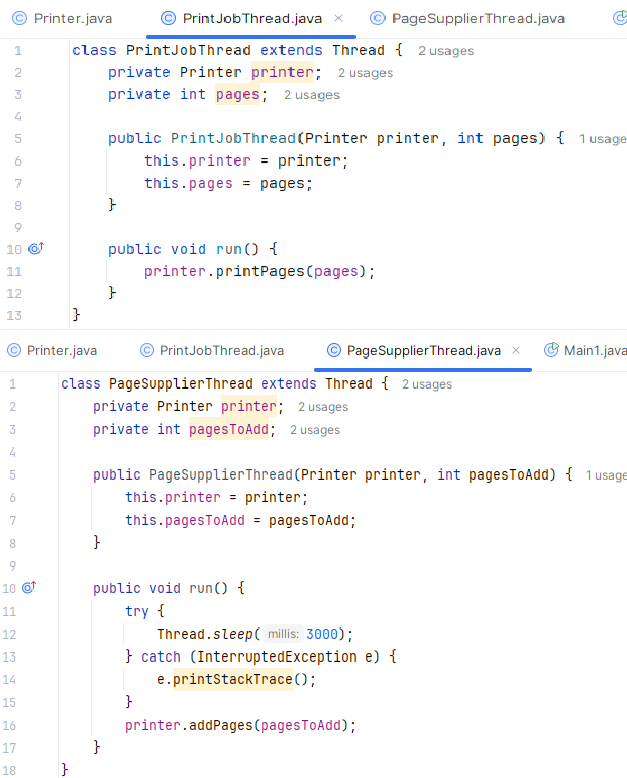 Printer.java PrintJobThread.java × PageSupplierThread.java
1 class PrintJobThread extends Thread { 2 usages
2 private Printer printer; 2 usages
3 private int pages; 2 usages
4
5 public PrintJobThread(Printer printer, int pages) { 1 usage
6 this.printer = printer;
7 this.pages = pages;
8 }
9
10 public void run() {
11 printer.printPages(pages);
12 }
13 }
Printer.java PrintJobThread.java PageSupplierThread.java × Main1.java
1 class PageSupplierThread extends Thread { 2 usages
2 private Printer printer; 2 usages
3 private int pagesToAdd; 2 usages
4
5 public PageSupplierThread(Printer printer, int pagesToAdd) { 1 usage
6 this.printer = printer;
7 this.pagesToAdd = pagesToAdd;
8 }
9
10 public void run() {
11 try {
12 Thread.sleep( millis: 3000);
13 } catch (InterruptedException e) {
14 e.printStackTrace();
15 }
16 printer.addPages(pagesToAdd);
17 }
18 }